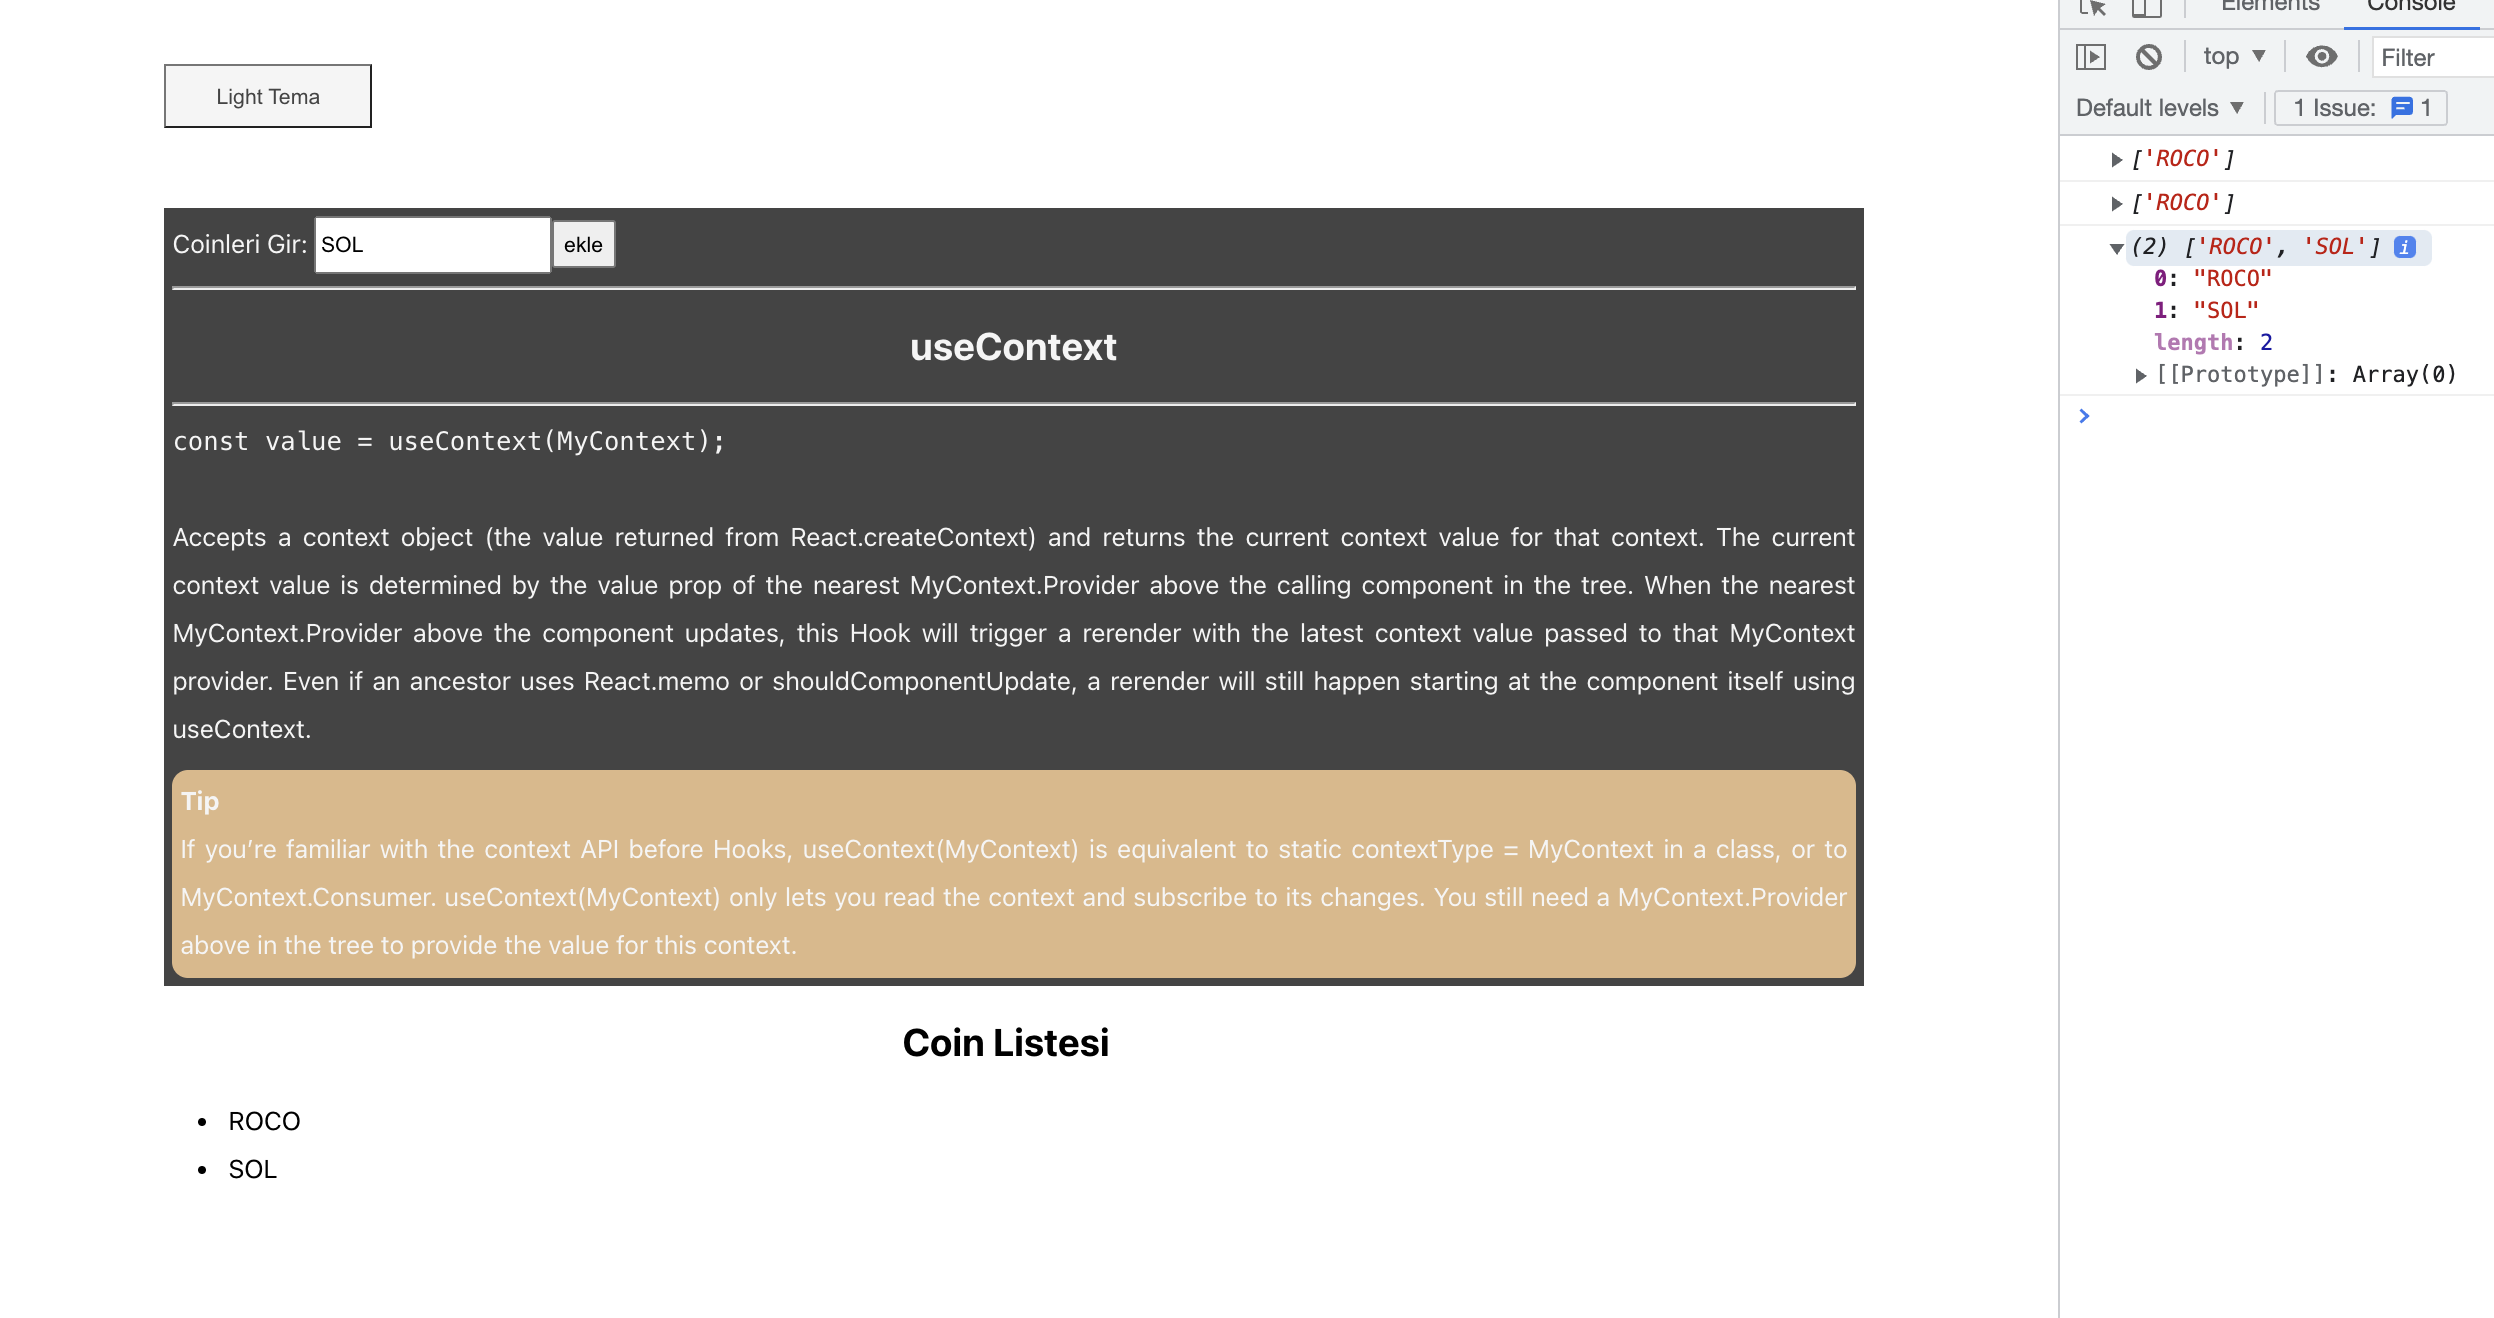 Light Tema
Coinleri Gir: SOL ekle
useContext
const value = useContext(MyContext);
Accepts a context object (the value returned from React.createContext) and returns the current context value for that context. The current
context value is determined by the value prop of the nearest MyContext.Provider above the calling component in the tree. When the nearest
MyContext.Provider above the component updates, this Hook will trigger a rerender with the latest context value passed to that MyContext
provider. Even if an ancestor uses React.memo or shouldComponentUpdate, a rerender will still happen starting at the component itself using
useContext.
Tip
If you’re familiar with the context API before Hooks, useContext(MyContext) is equivalent to static contextType = MyContext in a class, or to
MyContext.Consumer. useContext(MyContext) only lets you read the context and subscribe to its changes. You still need a MyContext.Provider
above in the tree to provide the value for this context.
Coin Listesi
• ROCO
• SOL
Elements Console
top Filter
Default levels 1 Issue: 1
['ROCO']
['ROCO']
(2) ['ROCO', 'SOL'] i
0: "ROCO"
1: "SOL"
length: 2
[[Prototype]]: Array(0)